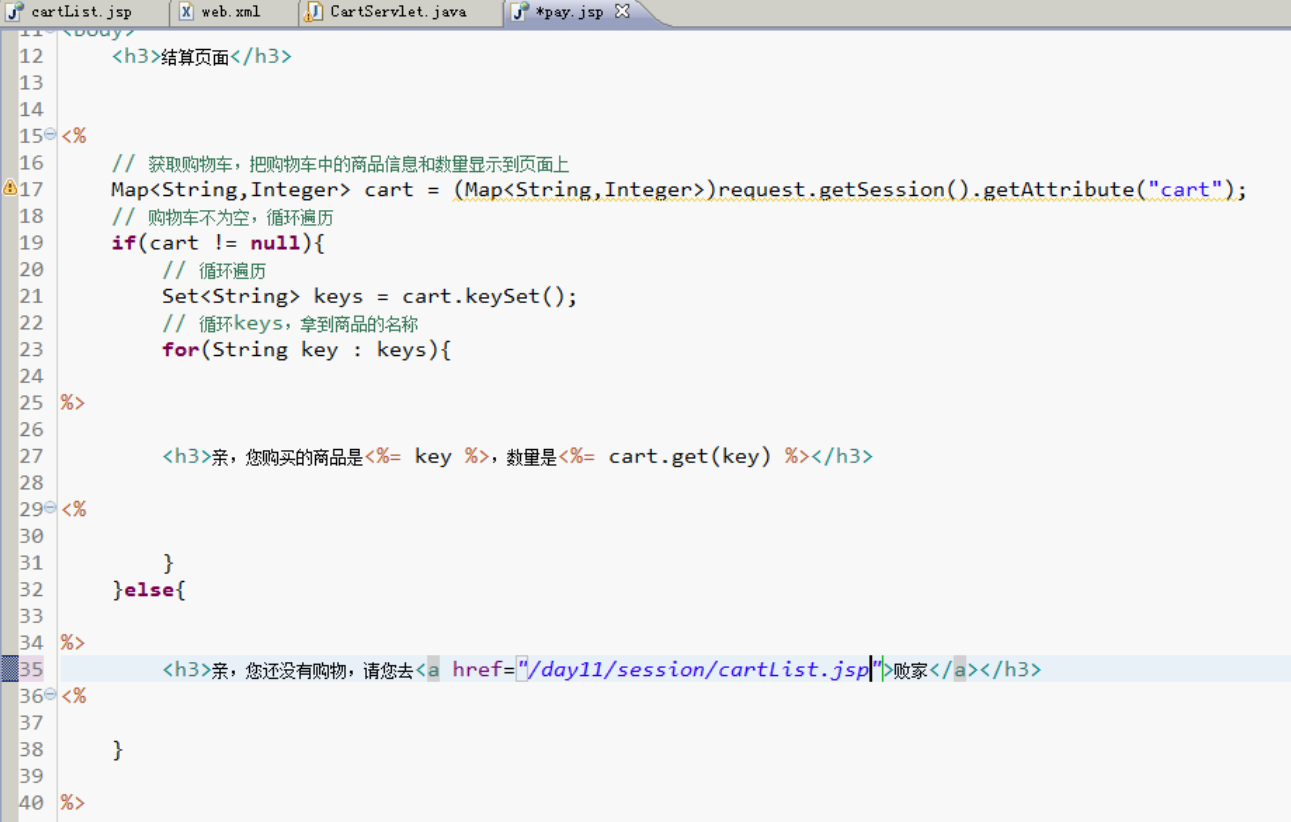 cartList.jsp web.xml CartServlet.java *pay.jsp
11 <body>
12 <h3>结算页面</h3>
13
14
15 <%
16 // 获取购物车，把购物车中的商品信息和数量显示到页面上
17 Map<String,Integer> cart = (Map<String,Integer>)request.getSession().getAttribute("cart");
18 // 购物车不为空，循环遍历
19 if(cart != null){
20 // 循环遍历
21 Set<String> keys = cart.keySet();
22 // 循环keys，拿到商品的名称
23 for(String key : keys){
24
25 %>
26
27 <h3>亲，您购买的商品是<%= key %>，数量是<%= cart.get(key) %></h3>
28
29 <%
30
31 }
32 }else{
33
34 %>
35 <h3>亲，您还没有购物，请您去<a href="/day11/session/cartList.jsp">败家</a></h3>
36 <%
37
38 }
39
40 %>